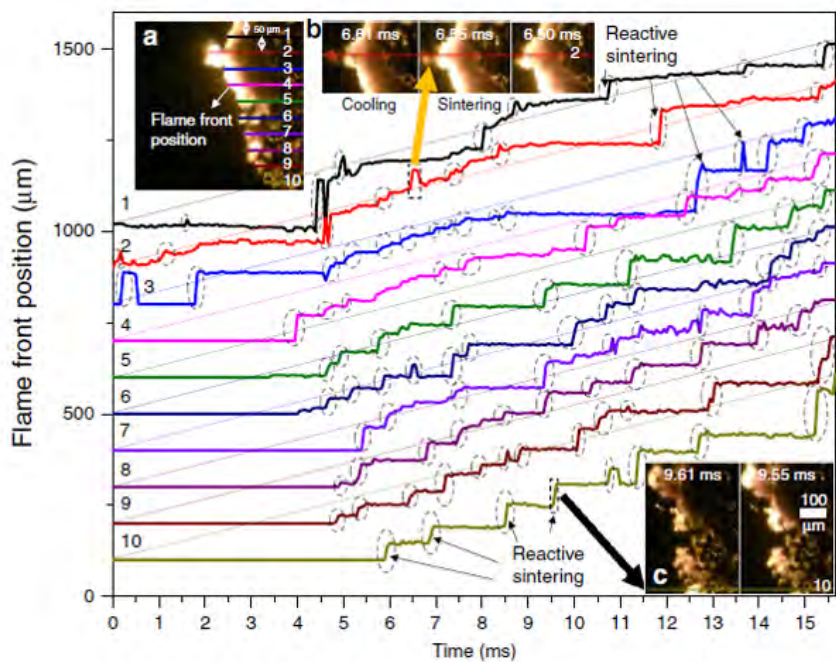 1500
1000
500
0
Flame front position (μm)
0 1 2 3 4 5 6 7 8 9 10 11 12 13 14 15
Time (ms)
a
50 μm
1
2
3
4
5
6
7
8
9
10
Flame front
position
b
6.61 ms
6.55 ms
6.50 ms
2
Cooling
Sintering
Reactive
sintering
1
2
3
4
5
6
7
8
9
10
Reactive
sintering
9.61 ms
9.55 ms
100
μm
c
10